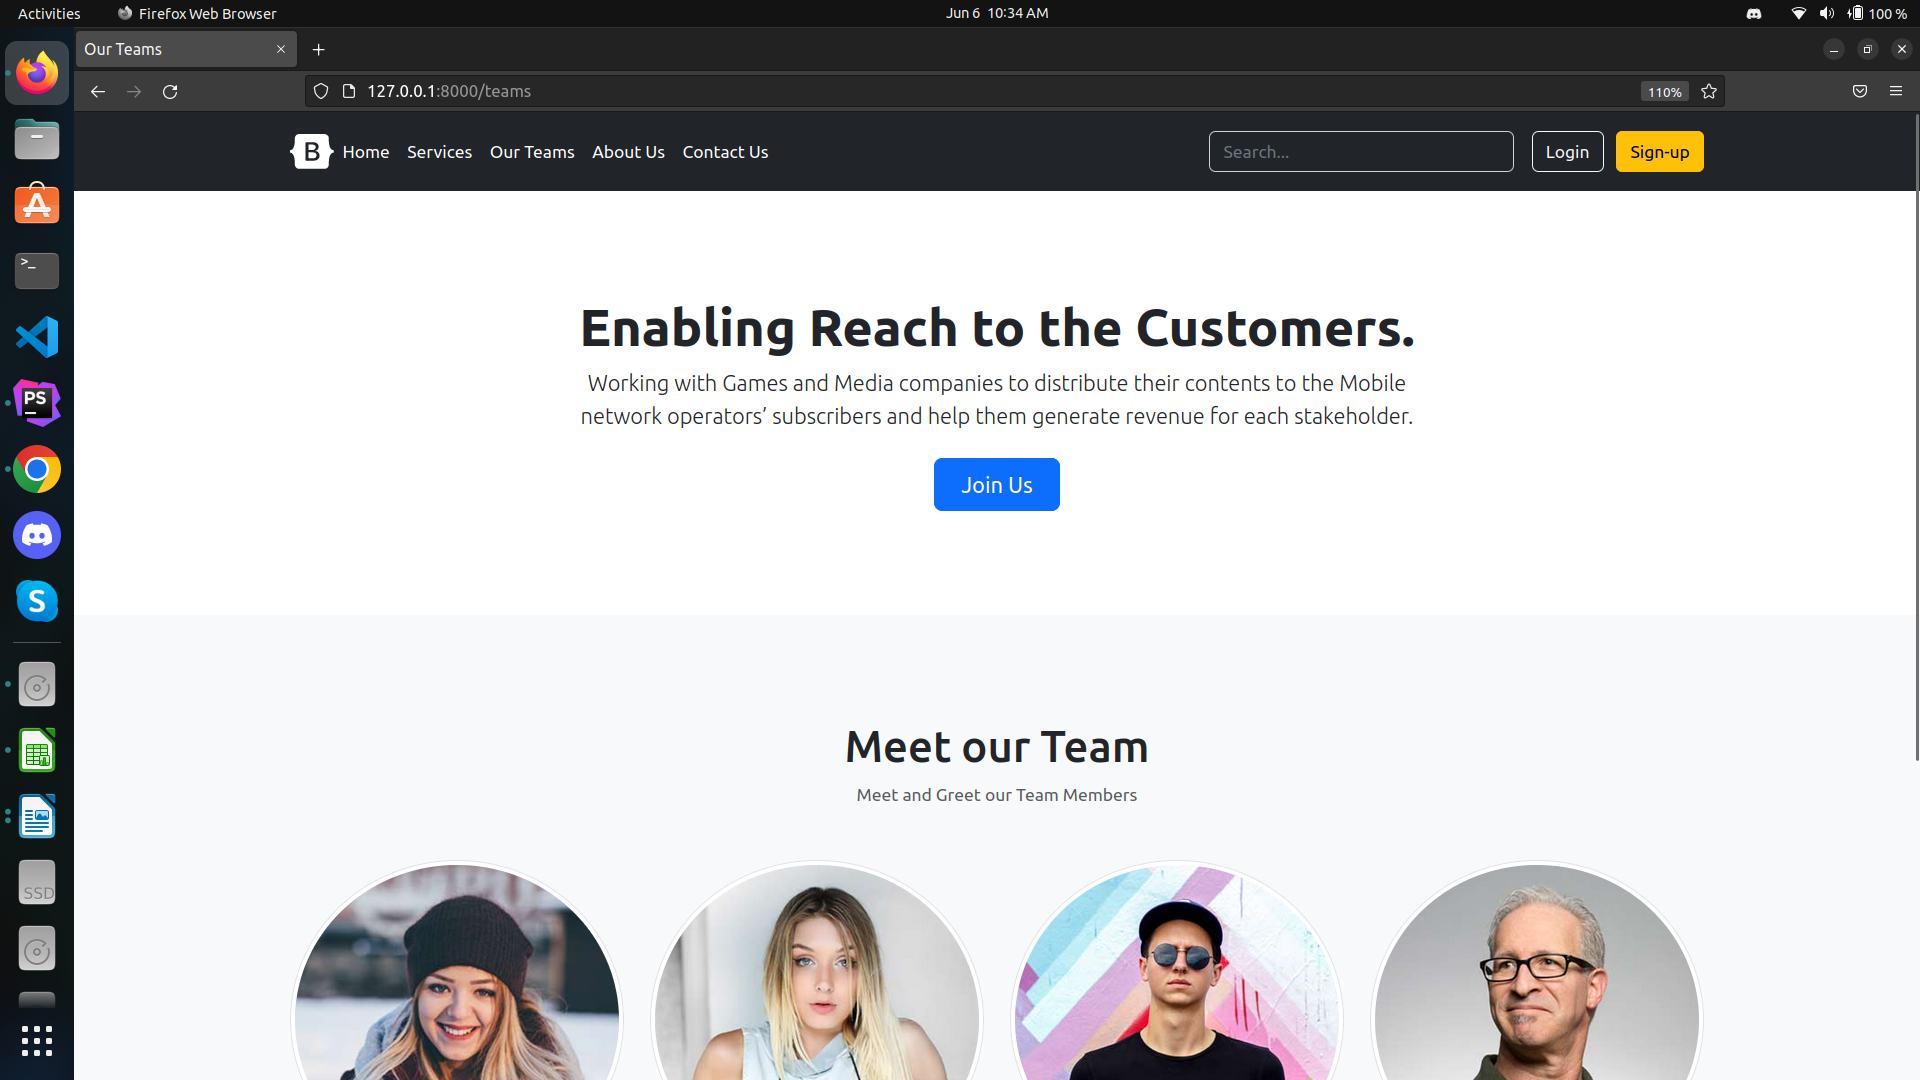 Activities
Firefox Web Browser
Jun 6 10:34 AM
100 %
Our Teams
127.0.0.1:8000/teams
110%
B
Home
Services
Our Teams
About Us
Contact Us
Search...
Login
Sign-up
>_
PS
S
SSD
Enabling Reach to the Customers.
Working with Games and Media companies to distribute their contents to the Mobile
network operators’ subscribers and help them generate revenue for each stakeholder.
Join Us
Meet our Team
Meet and Greet our Team Members